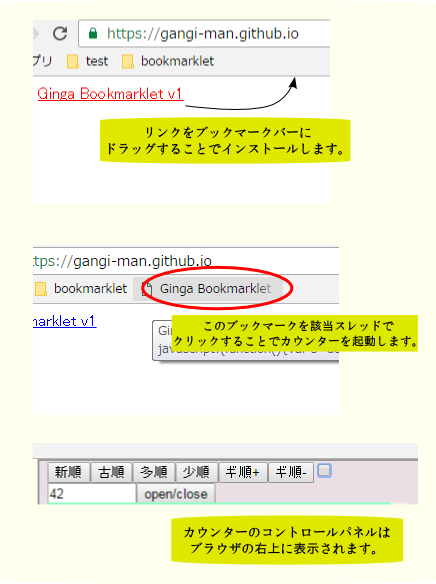 https://gangi-man.github.io
プリ test bookmarklet
Ginga Bookmarklet v1
リンクをブックマークバーに
ドラッグすることでインストールします。
tps://gangi-man.github.io
bookmarklet Ginga Bookmarklet
marklet v1
このブックマークを該当スレッドで
クリックすることでカウンターを起動します。
新順 古順 多順 少順 ギ順+ ギ順-
42 open/close
カウンターのコントロールパネルは
ブラウザの右上に表示されます。